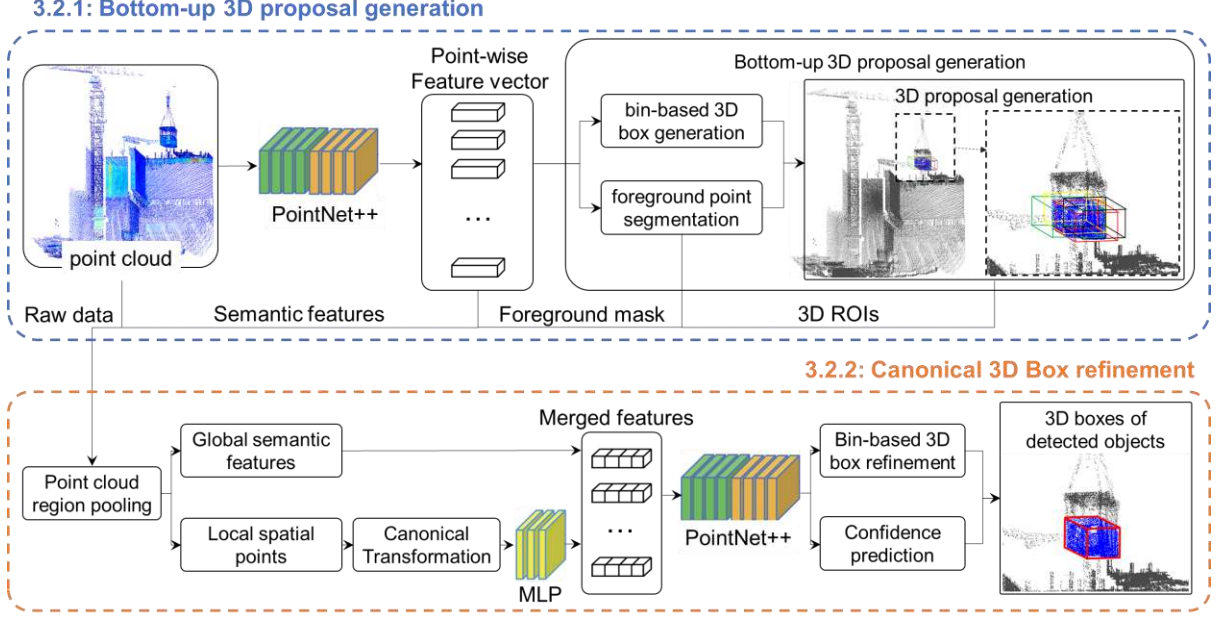 3.2.1: Bottom-up 3D proposal generation
point cloud
PointNet++
Point-wise
Feature vector
...
Bottom-up 3D proposal generation
bin-based 3D
box generation
foreground point
segmentation
3D proposal generation
Raw data
Semantic features
Foreground mask
3D ROIs
3.2.2: Canonical 3D Box refinement
Point cloud
region pooling
Global semantic
features
Local spatial
points
Canonical
Transformation
MLP
Merged features
...
PointNet++
Bin-based 3D
box refinement
Confidence
prediction
3D boxes of
detected objects